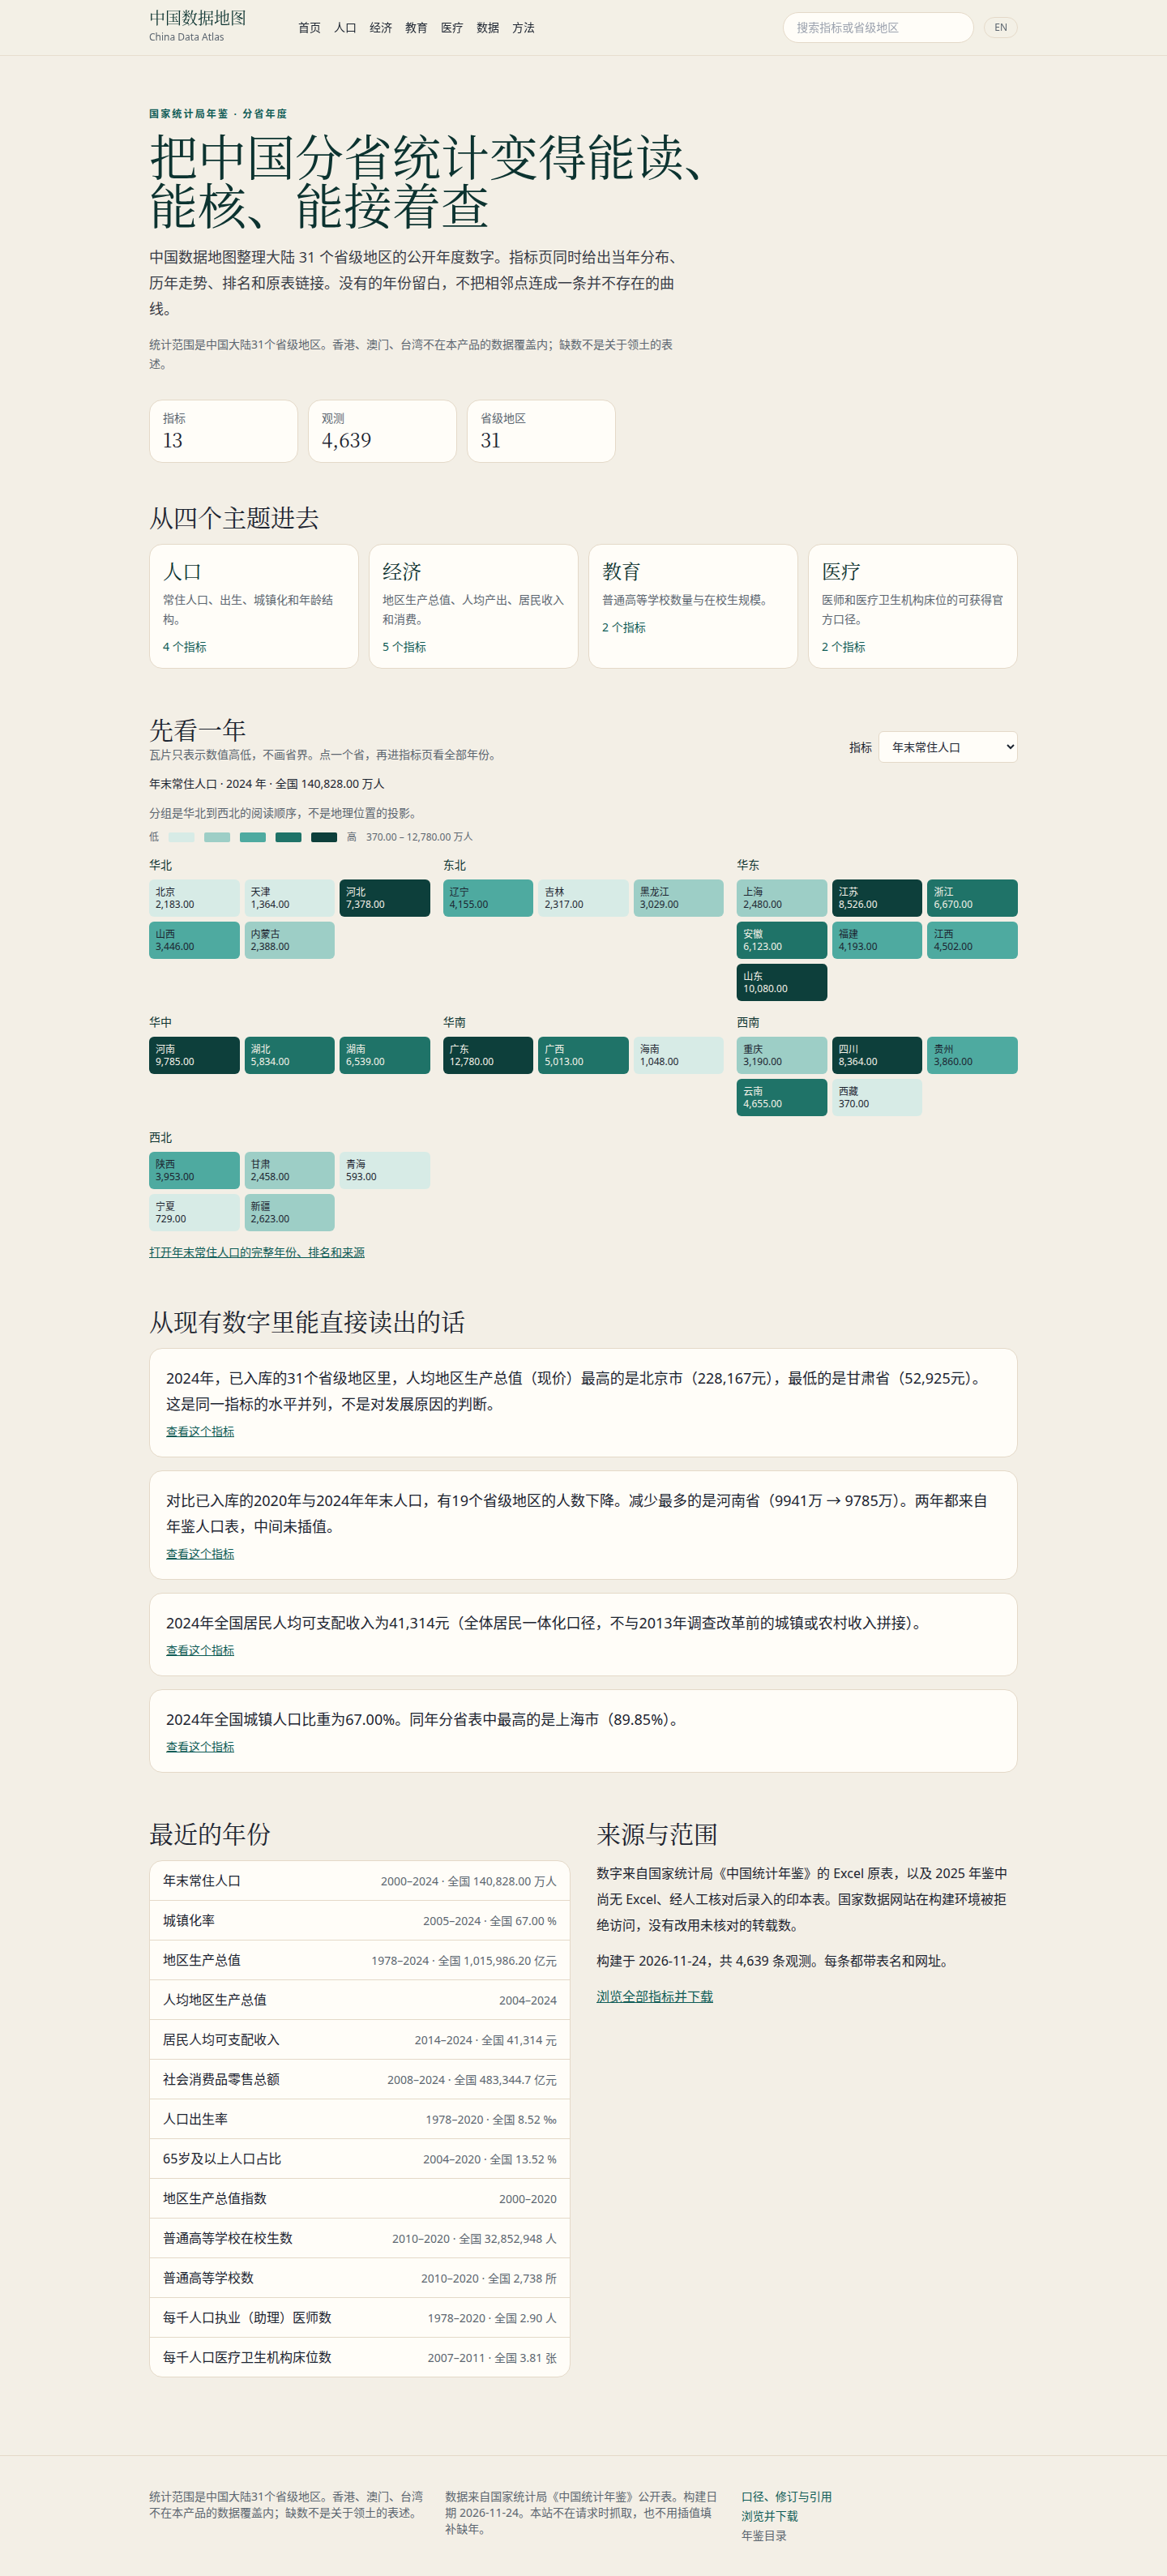 中国数据地图
China Data Atlas
首页 人口 经济 教育 医疗 数据 方法
搜索指标或省级地区
EN
国家统计局年鉴 · 分省年度
把中国分省统计变得能读、
能核、能接着查
中国数据地图整理大陆 31 个省级地区的公开年度数字。指标页同时给出当年分布、
历年走势、排名和原表链接。没有的年份留白，不把相邻点连成一条并不存在的曲
线。
统计范围是中国大陆31个省级地区。香港、澳门、台湾不在本产品的数据覆盖内；缺数不是关于领土的表
述。
指标
13
观测
4,639
省级地区
31
从四个主题进去
人口
常住人口、出生、城镇化和年龄结
构。
4 个指标
经济
地区生产总值、人均产出、居民收入
和消费。
5 个指标
教育
普通高等学校数量与在校生规模。
2 个指标
医疗
医师和医疗卫生机构床位的可获得官
方口径。
2 个指标
先看一年
瓦片只表示数值高低，不画省界。点一个省，再进指标页看全部年份。
指标 年末常住人口
年末常住人口 · 2024 年 · 全国 140,828.00 万人
分组是华北到西北的阅读顺序，不是地理位置的投影。
低 高 370.00 – 12,780.00 万人
华北
北京
2,183.00
天津
1,364.00
河北
7,378.00
山西
3,446.00
内蒙古
2,388.00
东北
辽宁
4,155.00
吉林
2,317.00
黑龙江
3,029.00
华东
上海
2,480.00
江苏
8,526.00
浙江
6,670.00
安徽
6,123.00
福建
4,193.00
江西
4,502.00
山东
10,080.00
华中
河南
9,785.00
湖北
5,834.00
湖南
6,539.00
华南
广东
12,780.00
广西
5,013.00
海南
1,048.00
西南
重庆
3,190.00
四川
8,364.00
贵州
3,860.00
云南
4,655.00
西藏
370.00
西北
陕西
3,953.00
甘肃
2,458.00
青海
593.00
宁夏
729.00
新疆
2,623.00
打开年末常住人口的完整年份、排名和来源
从现有数字里能直接读出的话
2024年，已入库的31个省级地区里，人均地区生产总值（现价）最高的是北京市（228,167元），最低的是甘肃省（52,925元）。
这是同一指标的水平并列，不是对发展原因的判断。
查看这个指标
对比已入库的2020年与2024年年末人口，有19个省级地区的人数下降。减少最多的是河南省（9941万 → 9785万）。两年都来自
年鉴人口表，中间未插值。
查看这个指标
2024年全国居民人均可支配收入为41,314元（全体居民一体化口径，不与2013年调查改革前的城镇或农村收入拼接）。
查看这个指标
2024年全国城镇人口比重为67.00%。同年分省表中最高的是上海市（89.85%）。
查看这个指标
最近的年份
年末常住人口 2000–2024 · 全国 140,828.00 万人
城镇化率 2005–2024 · 全国 67.00 %
地区生产总值 1978–2024 · 全国 1,015,986.20 亿元
人均地区生产总值 2004–2024
居民人均可支配收入 2014–2024 · 全国 41,314 元
社会消费品零售总额 2008–2024 · 全国 483,344.7 亿元
人口出生率 1978–2020 · 全国 8.52 ‰
65岁及以上人口占比 2004–2020 · 全国 13.52 %
地区生产总值指数 2000–2020
普通高等学校在校生数 2010–2020 · 全国 32,852,948 人
普通高等学校数 2010–2020 · 全国 2,738 所
每千人口执业（助理）医师数 1978–2020 · 全国 2.90 人
每千人口医疗卫生机构床位数 2007–2011 · 全国 3.81 张
来源与范围
数字来自国家统计局《中国统计年鉴》的 Excel 原表，以及 2025 年鉴中
尚无 Excel、经人工核对后录入的印本表。国家数据网站在构建环境被拒
绝访问，没有改用未核对的转载数。
构建于 2026-11-24，共 4,639 条观测。每条都带表名和网址。
浏览全部指标并下载
统计范围是中国大陆31个省级地区。香港、澳门、台湾
不在本产品的数据覆盖内；缺数不是关于领土的表述。
数据来自国家统计局《中国统计年鉴》公开表。构建日
期 2026-11-24。本站不在请求时抓取，也不用插值填
补缺年。
口径、修订与引用
浏览并下载
年鉴目录